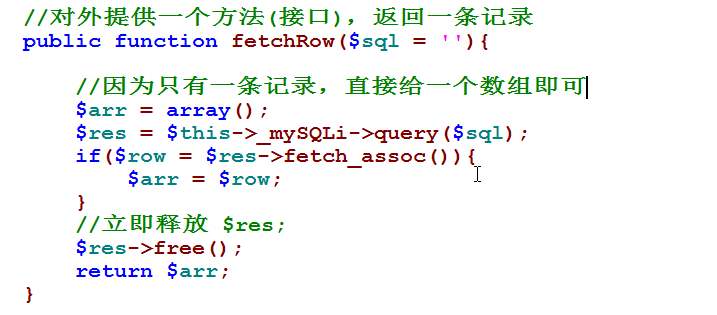 //对外提供一个方法(接口)，返回一条记录
public function fetchRow($sql = ''){
//因为只有一条记录，直接给一个数组即可
$arr = array();
$res = $this->_mySQLi->query($sql);
if($row = $res->fetch_assoc()){
$arr = $row;
}
//立即释放 $res;
$res->free();
return $arr;
}